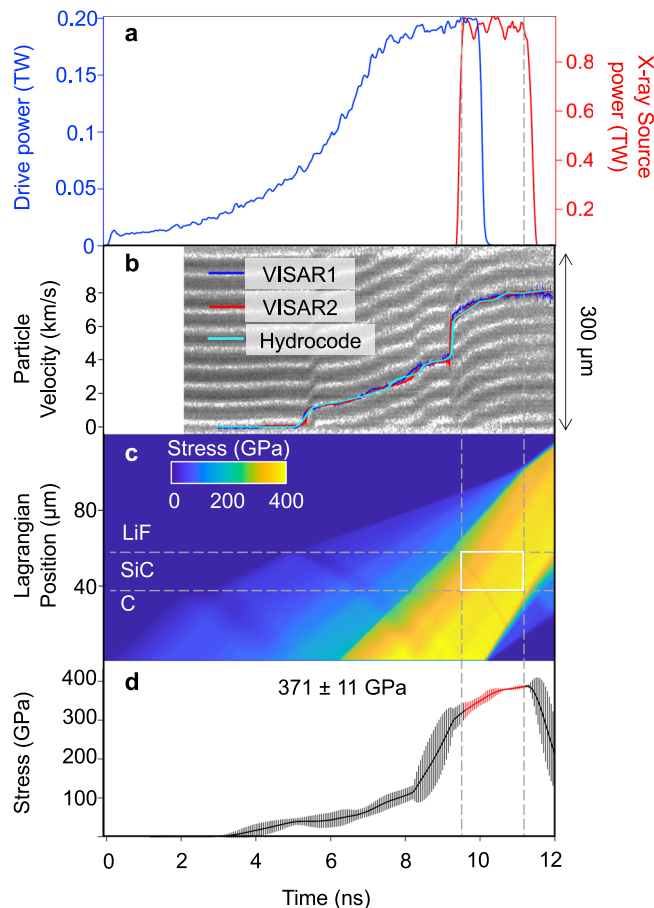 a
0.20
0.15
0.10
0.05
0
Drive power (TW)
0.8
0.6
0.4
0.2
X-ray Source
power (TW)
b
VISAR1
VISAR2
Hydrocode
8
6
4
2
0
Particle
Velocity (km/s)
300 µm
c
Stress (GPa)
0
200
400
LiF
SiC
C
80
40
Lagrangian
Position (µm)
d
371 ± 11 GPa
400
300
200
100
Stress (GPa)
0
2
4
6
8
10
12
Time (ns)